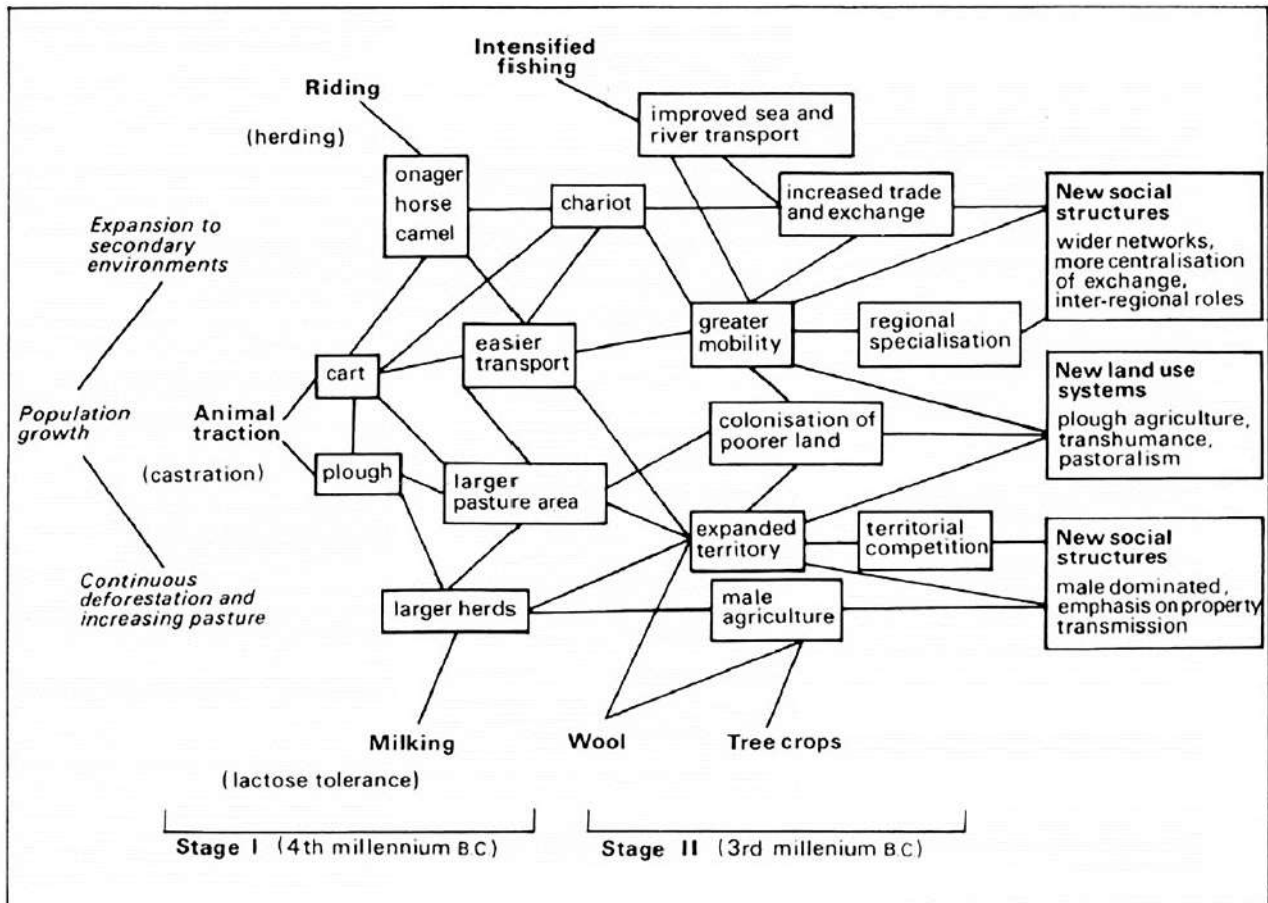 Intensified
fishing
Riding
(herding)
improved sea and
river transport
onager
horse
camel
chariot
increased trade
and exchange
New social
structures
wider networks,
more centralisation
of exchange,
inter-regional roles
Expansion to
secondary
environments
cart
easier
transport
greater
mobility
regional
specialisation
Population
growth
Animal
traction
(castration)
plough
larger
pasture area
colonisation of
poorer land
New land use
systems
plough agriculture,
transhumance,
pastoralism
Continuous
deforestation and
increasing pasture
larger herds
expanded
territory
territorial
competition
male
agriculture
New social
structures
male dominated,
emphasis on property
transmission
Milking
(lactose tolerance)
Wool
Tree crops
Stage I (4th millennium B.C.)
Stage II (3rd millenium B.C)